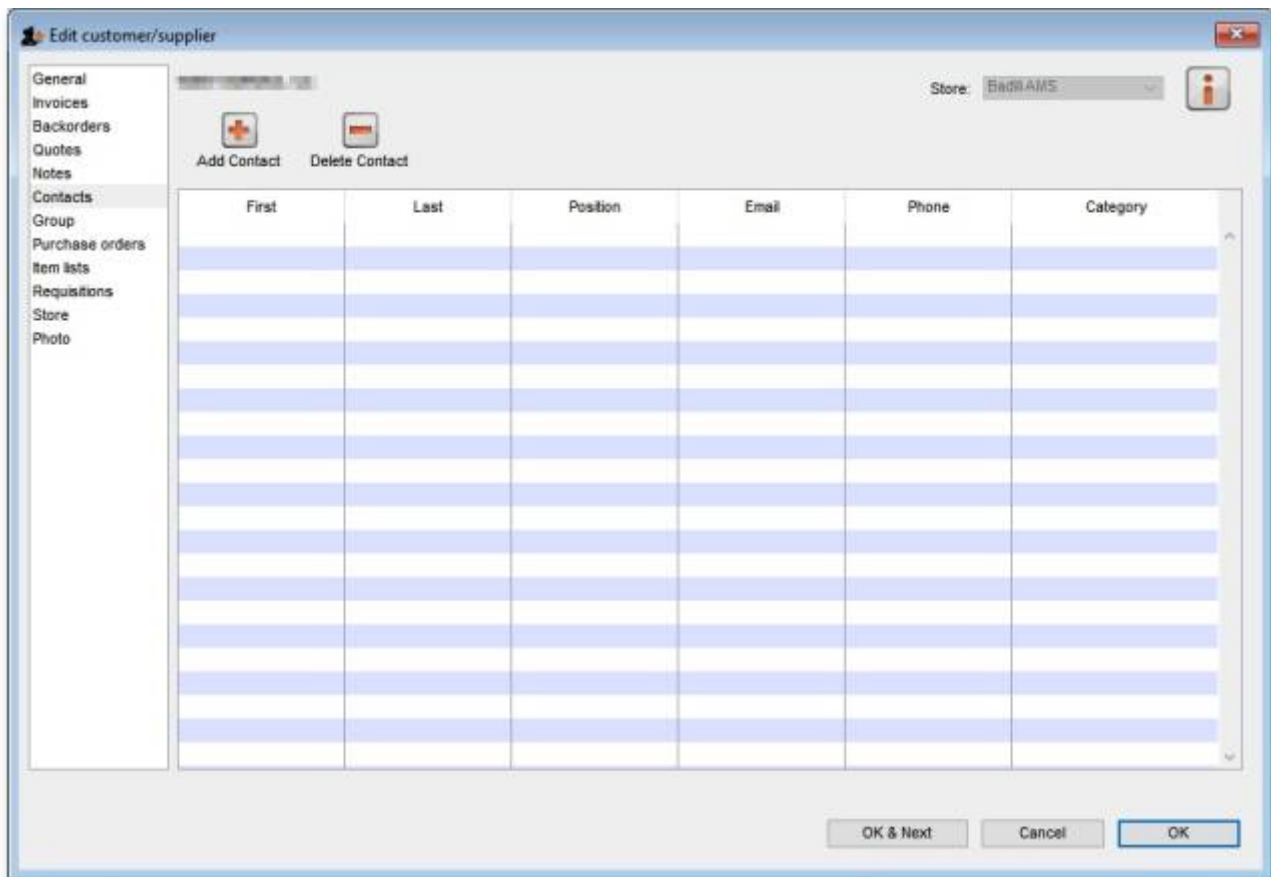 Edit customer/supplier
General
Invoices
Backorders
Quotes
Notes
Contacts
Group
Purchase orders
Item lists
Requisitions
Store
Photo
Store:
Add Contact Delete Contact
First Last Position Email Phone Category
OK & Next Cancel OK